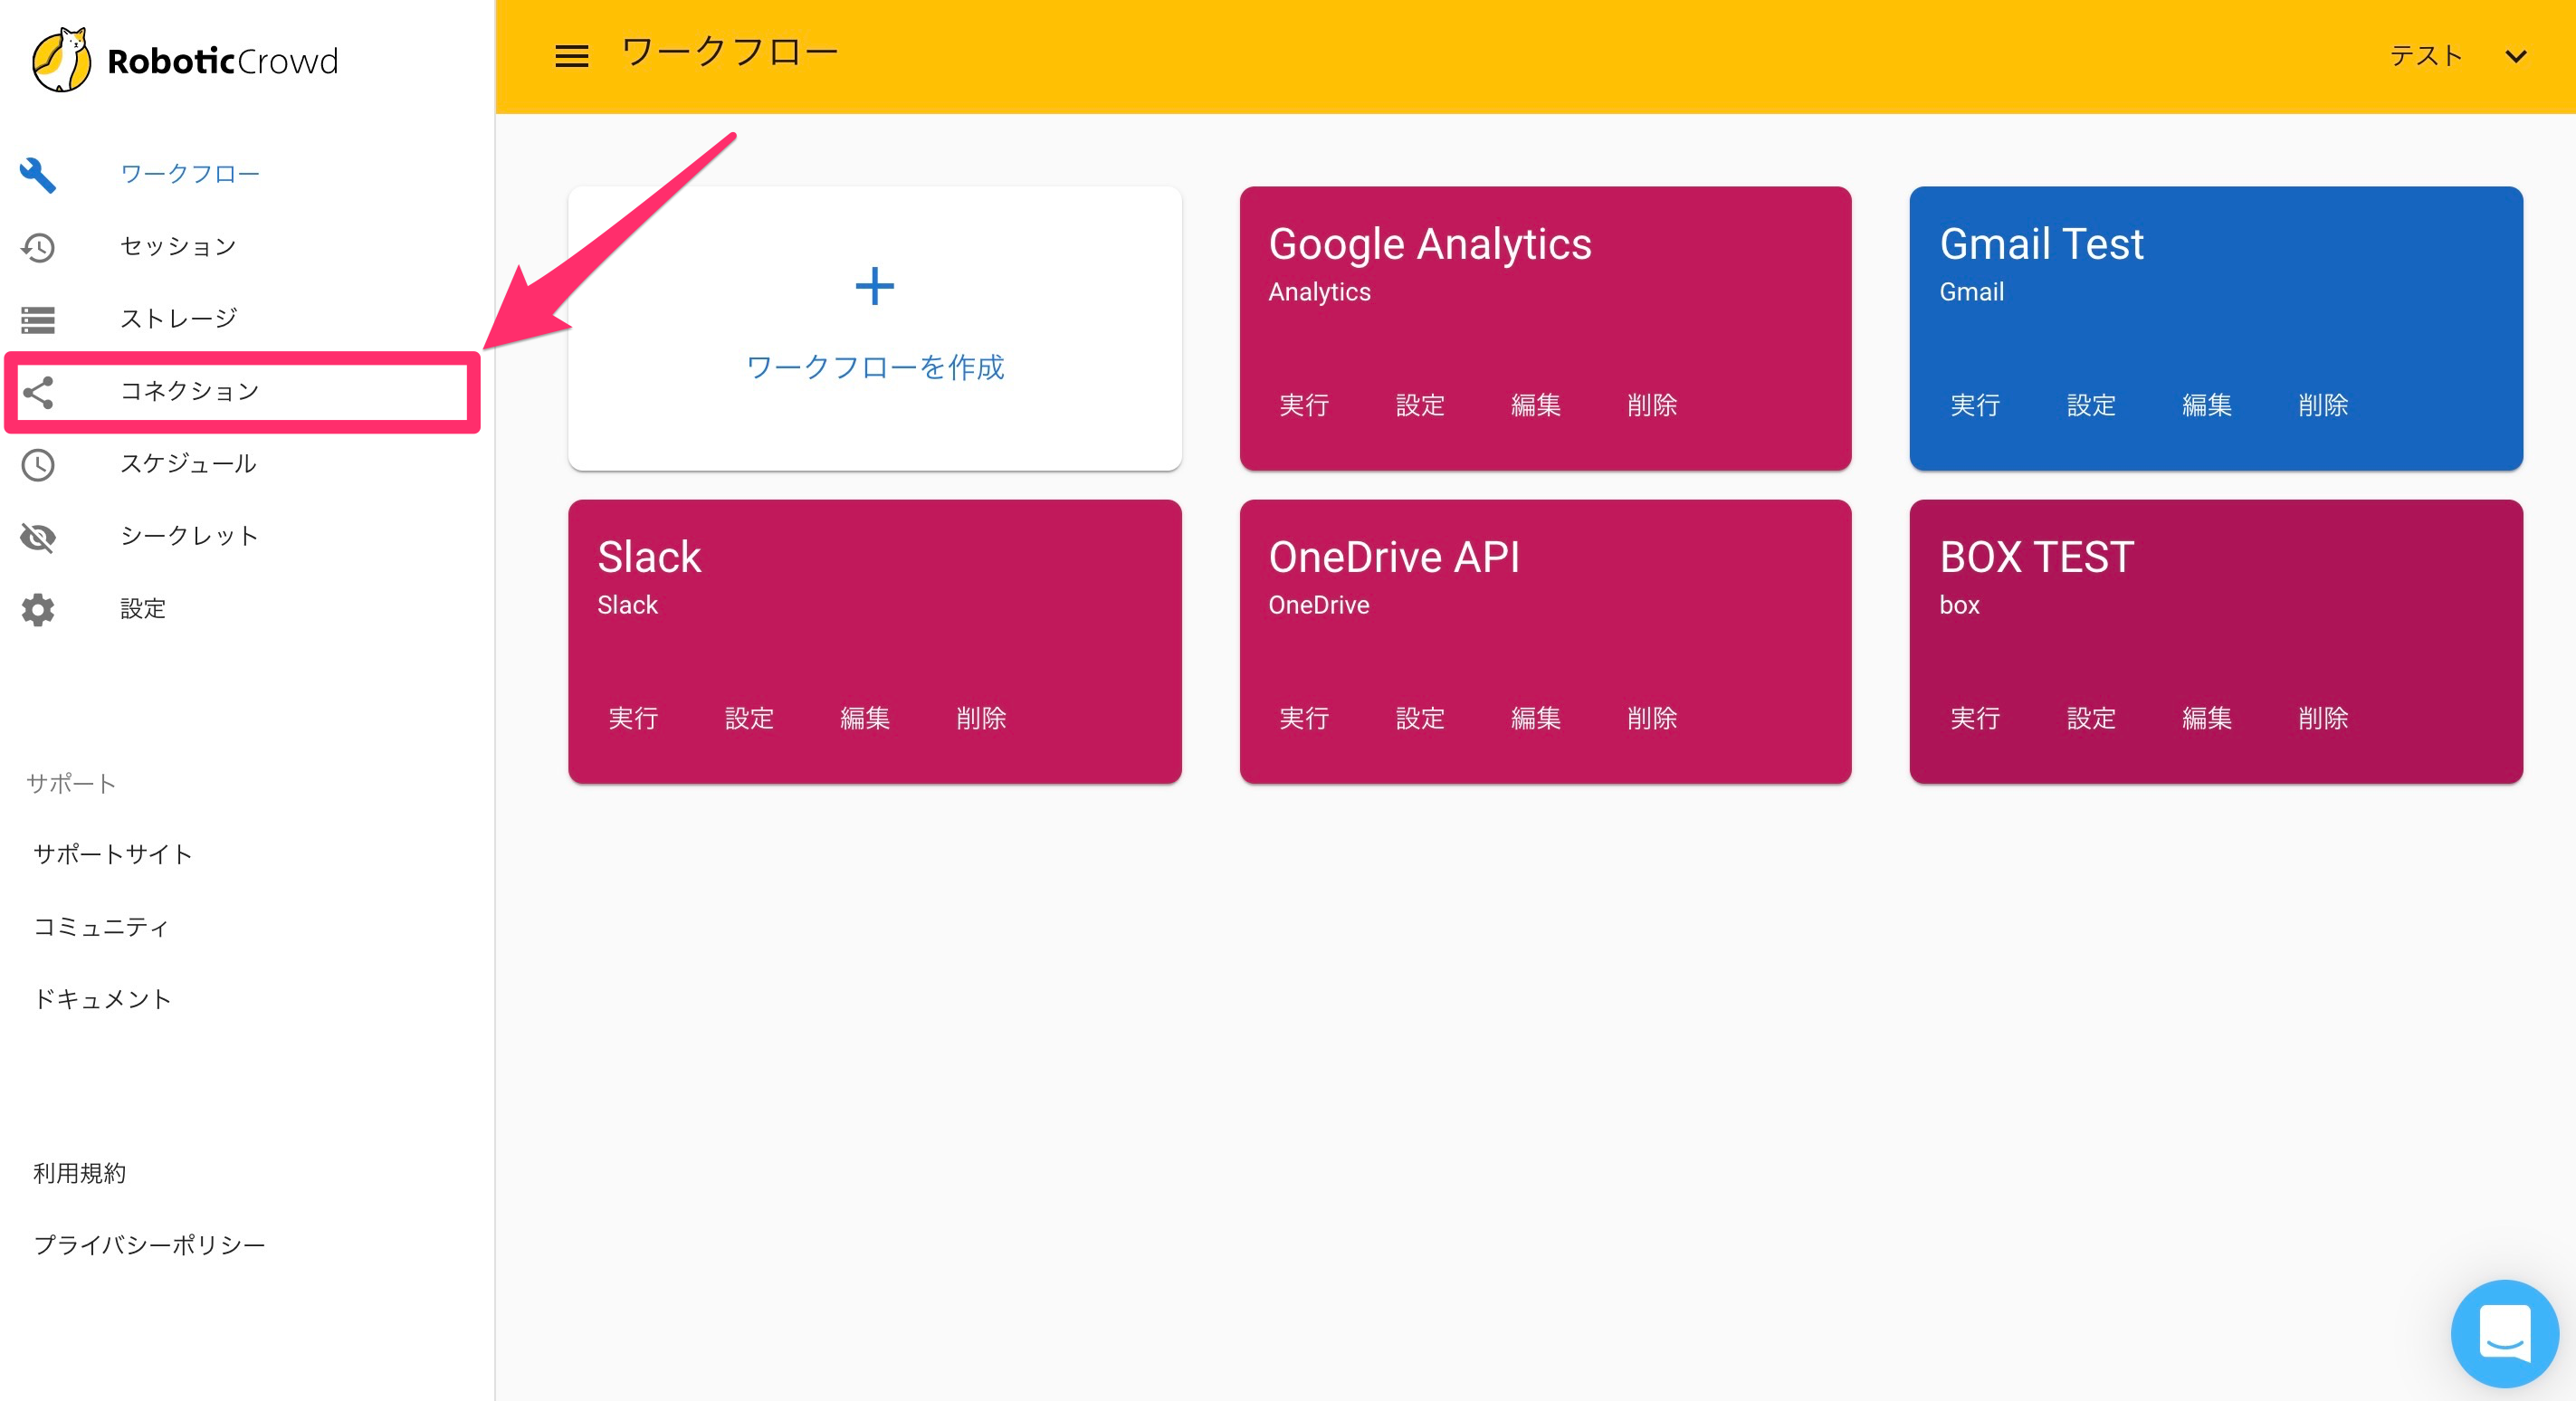 RoboticCrowd
ワークフロー
セッション
ストレージ
コネクション
スケジュール
シークレット
設定
サポート
サポートサイト
コミュニティ
ドキュメント
利用規約
プライバシーポリシー
ワークフロー
テスト
ワークフローを作成
Google Analytics
Analytics
実行 設定 編集 削除
Gmail Test
Gmail
実行 設定 編集 削除
Slack
Slack
実行 設定 編集 削除
OneDrive API
OneDrive
実行 設定 編集 削除
BOX TEST
box
実行 設定 編集 削除